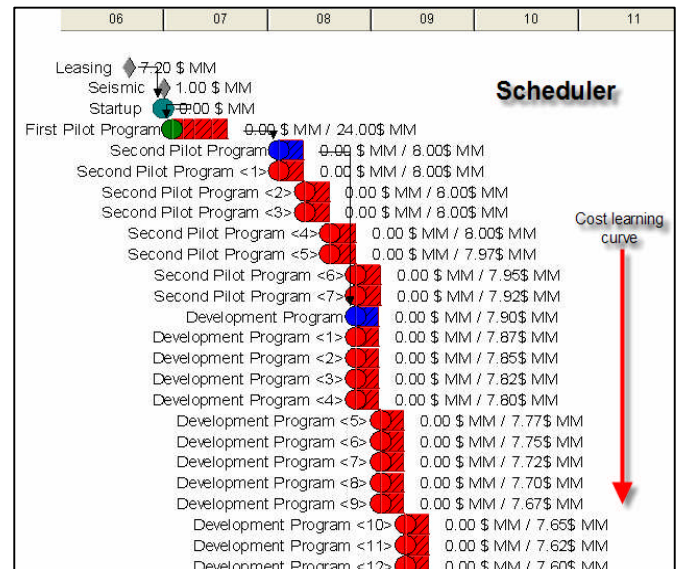 06 07 08 09 10 11
Leasing 7.20 $ MM
Scheduler
Seismic 1.00 $ MM
Startup 0.00 $ MM
First Pilot Program 0.00 $ MM / 24.00$ MM
Second Pilot Program 0.00 $ MM / 8.00$ MM
Second Pilot Program <1> 0.00 $ MM / 8.00$ MM
Second Pilot Program <2> 0.00 $ MM / 8.00$ MM
Second Pilot Program <3> 0.00 $ MM / 8.00$ MM
Cost learning
curve
Second Pilot Program <4> 0.00 $ MM / 8.00$ MM
Second Pilot Program <5> 0.00 $ MM / 7.97$ MM
Second Pilot Program <6> 0.00 $ MM / 7.95$ MM
Second Pilot Program <7> 0.00 $ MM / 7.92$ MM
Development Program 0.00 $ MM / 7.90$ MM
Development Program <1> 0.00 $ MM / 7.87$ MM
Development Program <2> 0.00 $ MM / 7.85$ MM
Development Program <3> 0.00 $ MM / 7.82$ MM
Development Program <4> 0.00 $ MM / 7.80$ MM
Development Program <5> 0.00 $ MM / 7.77$ MM
Development Program <6> 0.00 $ MM / 7.75$ MM
Development Program <7> 0.00 $ MM / 7.72$ MM
Development Program <8> 0.00 $ MM / 7.70$ MM
Development Program <9> 0.00 $ MM / 7.67$ MM
Development Program <10> 0.00 $ MM / 7.65$ MM
Development Program <11> 0.00 $ MM / 7.62$ MM
Development Program <12> 0.00 $ MM / 7.60$ MM